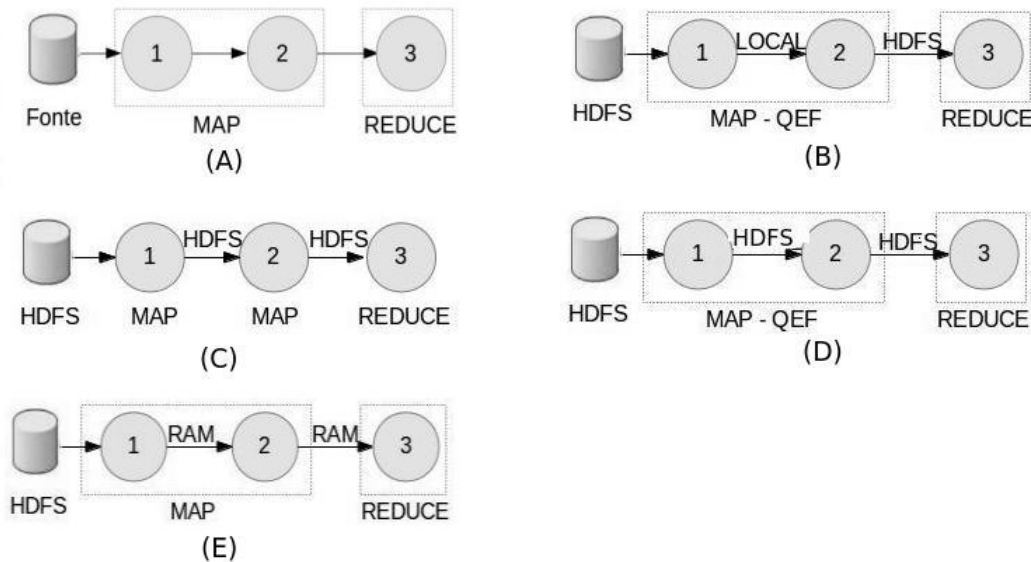 1 2 3
Fonte
MAP
REDUCE
(A)
1 LOCAL 2 HDFS 3
HDFS
MAP - QEF
REDUCE
(B)
1 HDFS 2 HDFS 3
HDFS
MAP
MAP
REDUCE
(C)
1 HDFS 2 HDFS 3
HDFS
MAP - QEF
REDUCE
(D)
1 RAM 2 RAM 3
HDFS
MAP
REDUCE
(E)